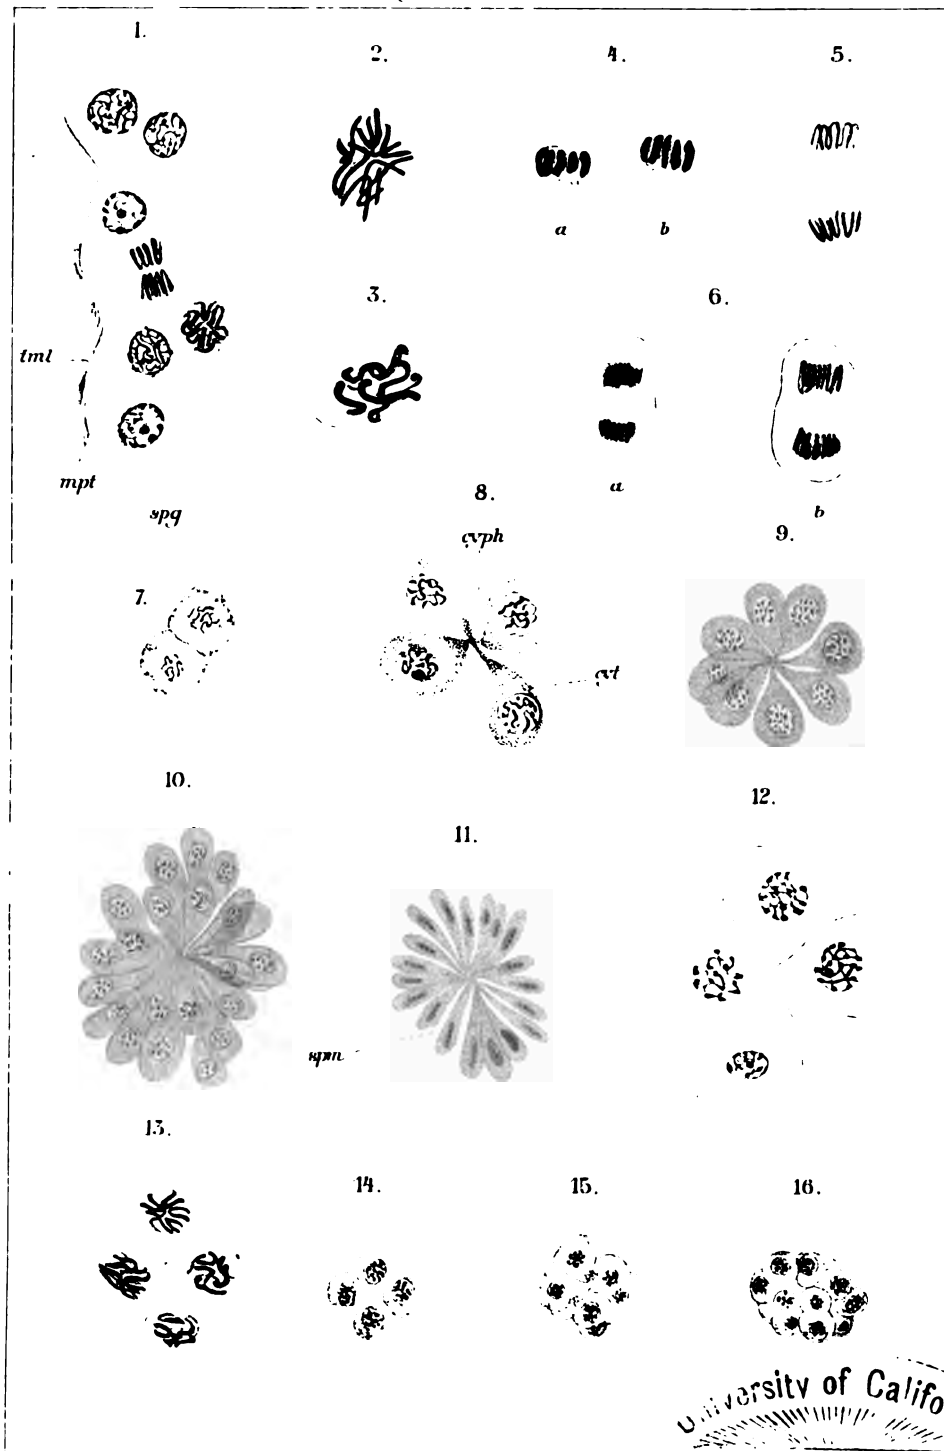 1.
2.
4.
5.
3.
6.
tml
a
b
mpt
a
b
8.
spg
cyph
9.
7.
cyt
10.
12.
11.
spm
13.
14.
15.
16.
University of Califo